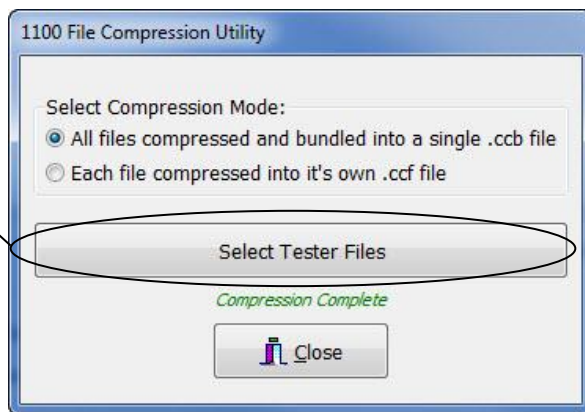 1100 File Compression Utility
Select Compression Mode:
All files compressed and bundled into a single .ccb file
Each file compressed into it's own .ccf file
Select Tester Files
Compression Complete
Close